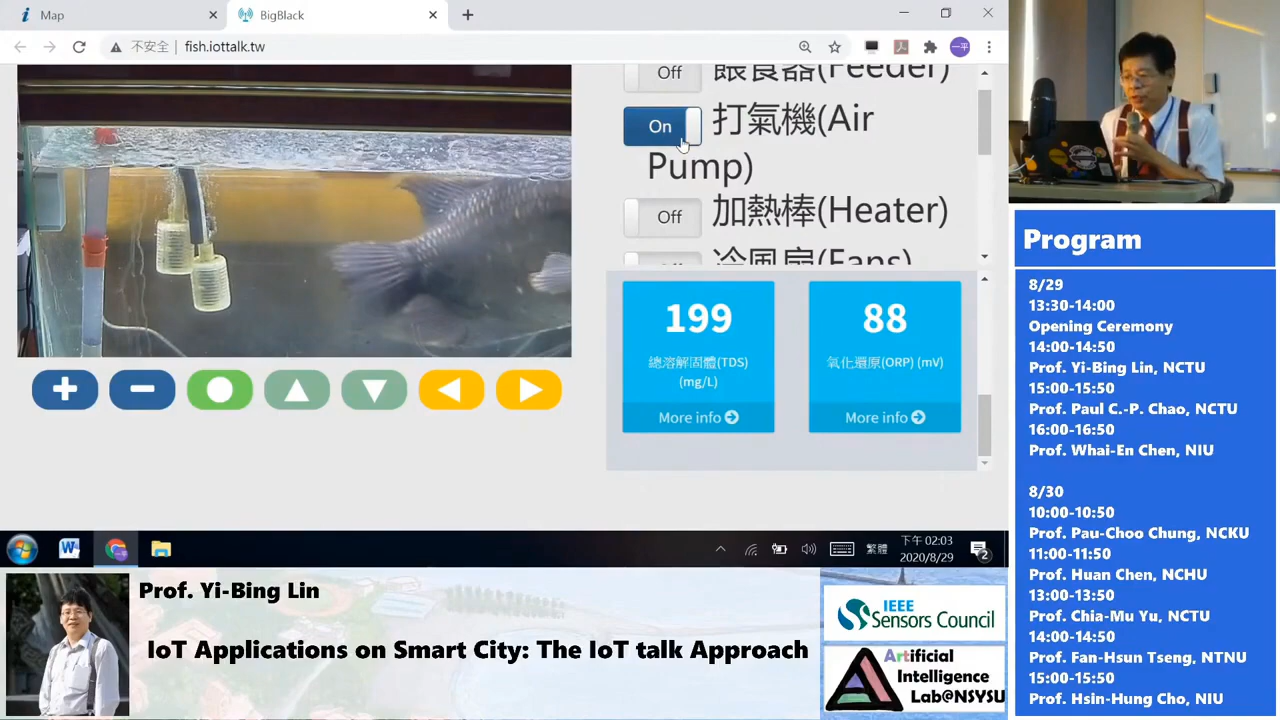 Map
BigBlack
不安全
fish.iottalk.tw
一平
Off
餵食器(Feeder)
On
打氣機(Air
Pump)
Off
加熱棒(Heater)
冷風扇(Fans)
199
總溶解固體(TDS)
(mg/L)
More info
88
氧化還原(ORP) (mV)
More info
繁體
下午 02:03
2020/8/29
2
Program
8/29
13:30-14:00
Opening Ceremony
14:00-14:50
Prof. Yi-Bing Lin, NCTU
15:00-15:50
Prof. Paul C.-P. Chao, NCTU
16:00-16:50
Prof. Whai-En Chen, NIU
8/30
10:00-10:50
Prof. Pau-Choo Chung, NCKU
11:00-11:50
Prof. Huan Chen, NCHU
13:00-13:50
Prof. Chia-Mu Yu, NCTU
14:00-14:50
Prof. Fan-Hsun Tseng, NTNU
15:00-15:50
Prof. Hsin-Hung Cho, NIU
Prof. Yi-Bing Lin
IoT Applications on Smart City: The IoT talk Approach
IEEE
Sensors Council
Artificial
Intelligence
Lab@NSYSU